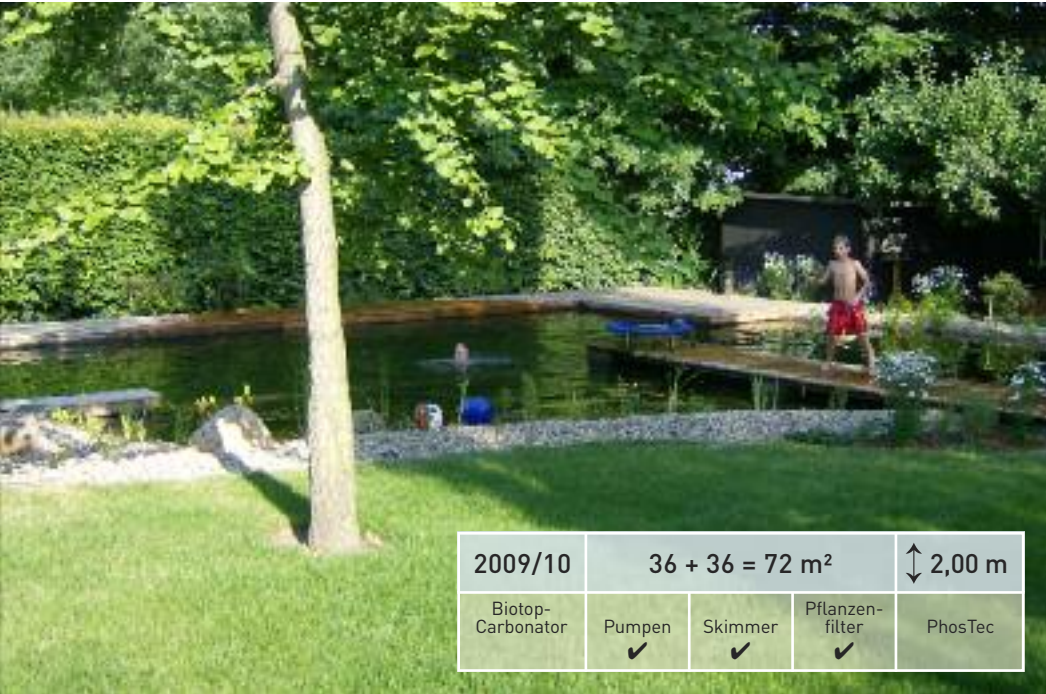 2009/10 36 + 36 = 72 m² ↕ 2,00 m
Biotop-
Carbonator
Pumpen
✔
Skimmer
✔
Pflanzen-
filter
✔
PhosTec